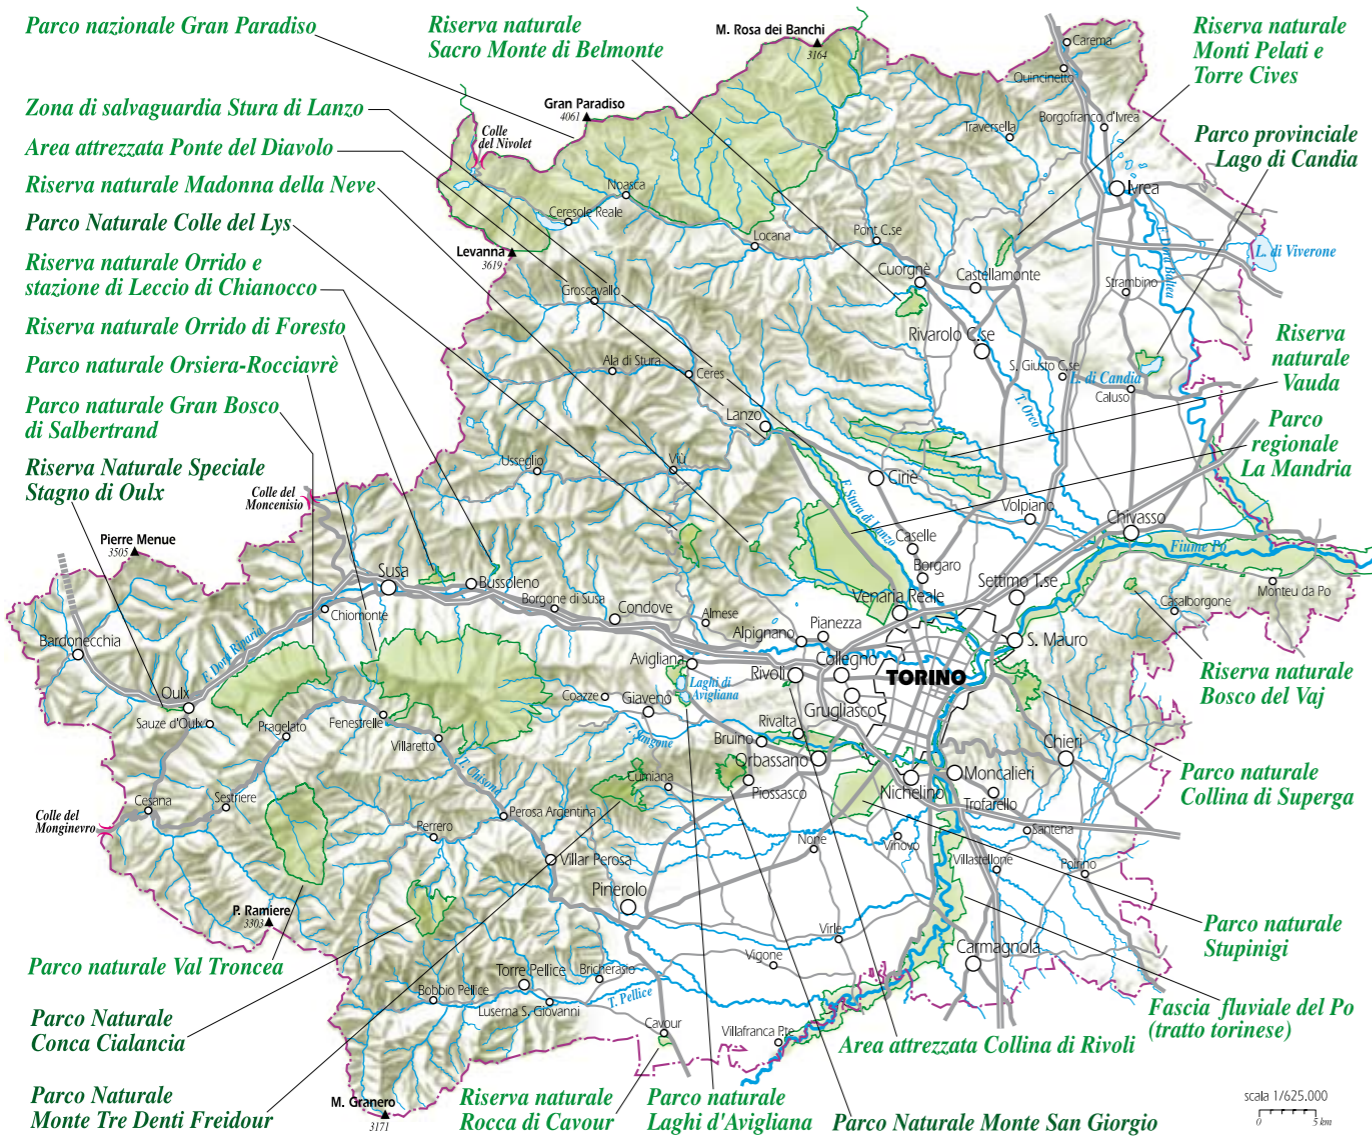 Parco nazionale Gran Paradiso
Riserva naturale
Sacro Monte di Belmonte
M. Rosa dei Banchi
3164
Riserva naturale
Monti Pelati e
Torre Cives
Carema
Quincinetto
Zona di salvaguardia Stura di Lanzo
Gran Paradiso
4061
Colle
del Nivolet
Traversella
Borgofranco d'Ivrea
Parco provinciale
Lago di Candia
Area attrezzata Ponte del Diavolo
Riserva naturale Madonna della Neve
Noasca
Ivrea
Parco Naturale Colle del Lys
Ceresole Reale
Levanna
3619
Locana
Pont C.se
F. Dora Baltea
L. di Viverone
Riserva naturale Orrido e
stazione di Leccio di Chianocco
Groscavallo
Cuorgnè
Castellamonte
Strambino
Riserva naturale Orrido di Foresto
Rivarolo C.se
Riserva
naturale
Vauda
Parco naturale Orsiera-Rocciavrè
Ala di Stura
Ceres
S. Giusto C.se
L. di Candia
Caluso
Parco naturale Gran Bosco
di Salbertrand
Lanzo
T. Orco
Parco
regionale
La Mandria
Riserva Naturale Speciale
Stagno di Oulx
Usseglio
Viù
Ciriè
Colle del
Moncenisio
F. Stura di Lanzo
Volpiano
Chivasso
Pierre Menue
3505
Caselle
Fiume Po
Susa
Bussoleno
Borgaro
Settimo T.se
Monteu da Po
Chiomonte
Borgone di Susa
Condove
Almese
Venaria Reale
Casalborgone
Bardonecchia
F. Dora Riparia
Alpignano
Pianezza
S. Mauro
Avigliana
Rivoli
Collegno
TORINO
Riserva naturale
Bosco del Vaj
Oulx
Laghi di
Avigliana
Coazze
Giaveno
Grugliasco
Sauze d'Oulx
Pragelato
Fenestrelle
Villaretto
T. Sangone
Rivalta
Bruino
Orbassano
Chieri
T. Chisone
Cumiana
Piossasco
Nichelino
Moncalieri
Trofarello
Parco naturale
Collina di Superga
Cesana
Sestriere
Perosa Argentina
Colle del
Monginevro
Perrero
None
Vinovo
Santena
Villar Perosa
Villastellone
Poirino
Pinerolo
P. Ramiere
3303
Virle
Carmagnola
Parco naturale
Stupinigi
Parco naturale Val Troncea
Vigone
Torre Pellice
Bricherasio
Bobbio Pellice
Luserna S. Giovanni
T. Pellice
Fascia fluviale del Po
(tratto torinese)
Parco Naturale
Conca Cialancia
Cavour
Villafranca P.te
Area attrezzata Collina di Rivoli
Parco Naturale
Monte Tre Denti Freidour
M. Granero
3171
Riserva naturale
Rocca di Cavour
Parco naturale
Laghi d'Avigliana
Parco Naturale Monte San Giorgio
scala 1/625.000
0 5 km